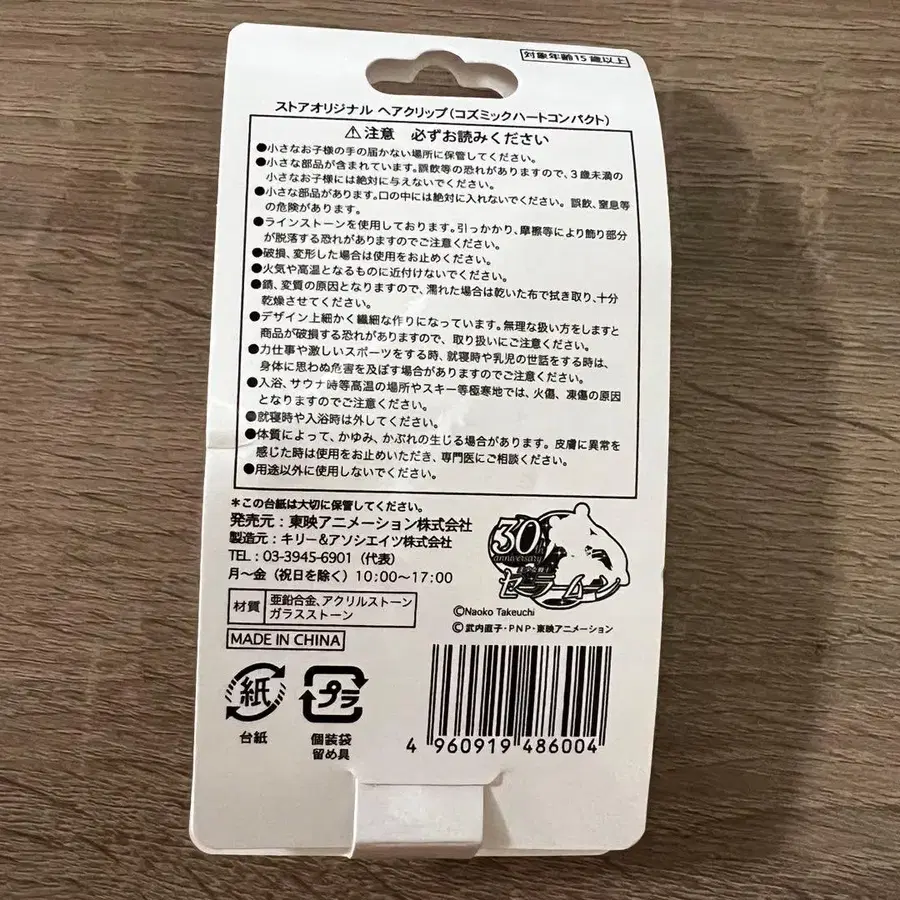 対象年齢15歳以上
ストアオリジナル ヘアクリップ(コズミックハートコンパクト)
⚠注意 必ずお読みください
●小さなお子様の手の届かない場所に保管してください。
●小さな部品が含まれています。誤飲等の恐れがありますので、3歳未満の
小さなお子様には絶対に与えないでください。
●小さな部品があります。口の中には絶対に入れないでください。誤飲、窒息等
の危険があります。
●ラインストーンを使用しております。引っかかり、摩擦等により飾り部分
が脱落する恐れがありますのでご注意ください。
●破損、変形した場合は使用をお止めください。
●火気や高温となるものに近付けないでください。
●錆、変質の原因となりますので、濡れた場合は乾いた布で拭き取り、十分
乾燥させてください。
●デザイン上細かく繊細な作りになっています。無理な扱い方をしますと
商品が破損する恐れがありますので、取り扱いにご注意ください。
●力仕事や激しいスポーツをする時、就寝時や乳児の世話をする時は、
身体に思わぬ危害を及ぼす場合がありますのでご注意ください。
●入浴、サウナ時等高温の場所やスキー等極寒地では、火傷、凍傷の原因
となりますのでご注意ください。
●就寝時や入浴時は外してください。
●体質によって、かゆみ、かぶれの生じる場合があります。皮膚に異常を
感じた時は使用をお止めいただき、専門医にご相談ください。
●用途以外に使用しないでください。
＊この台紙は大切に保管してください。
発売元：東映アニメーション株式会社
製造元：キリー&アソシエイツ株式会社
TEL：03-3945-6901（代表）
月～金（祝日を除く）10:00～17:00
材質 亜鉛合金、アクリルストーン
ガラスストーン
MADE IN CHINA
30th
anniversary
美少女戦士
セーラームーン
©Naoko Takeuchi
© 武内直子・PNP・東映アニメーション
紙
台紙
プラ
個装袋
留め具
4 960919 486004